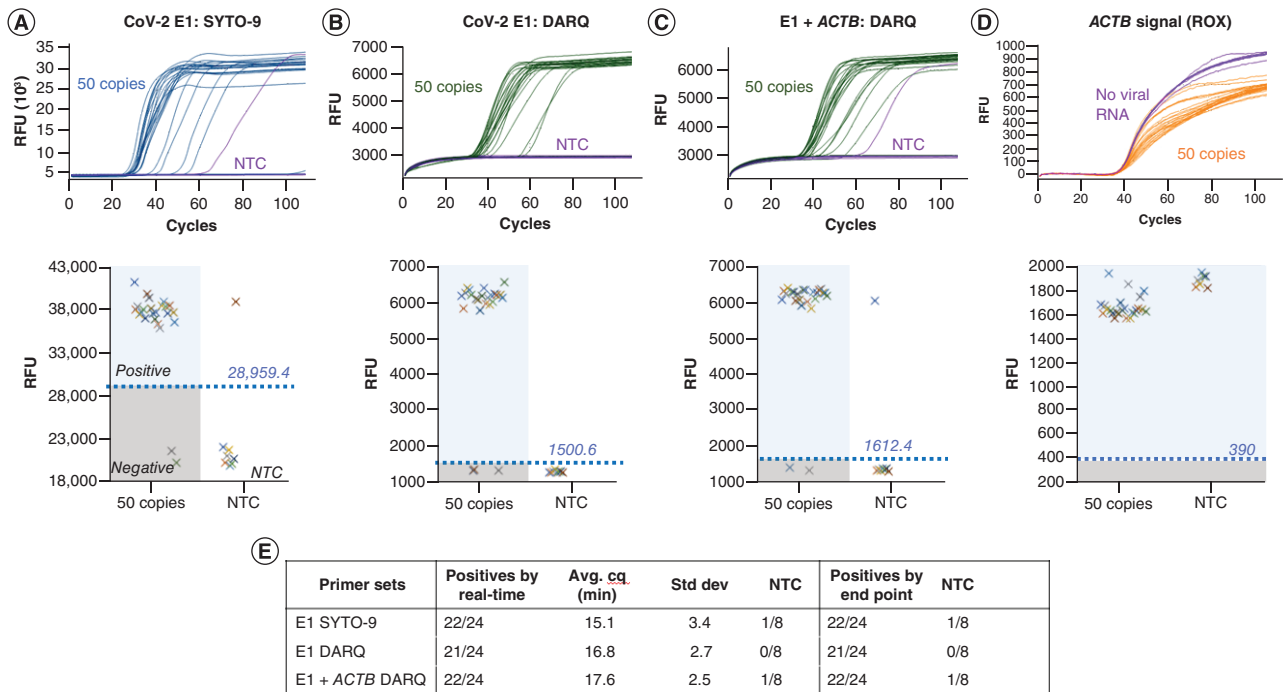 A CoV-2 E1: SYTO-9
RFU (10³)
35
30
25
20
15
10
5
50 copies
NTC
0 20 40 60 80 100
Cycles
B CoV-2 E1: DARQ
RFU
7000
6000
5000
4000
3000
50 copies
NTC
0 20 40 60 80 100
Cycles
C E1 + ACTB: DARQ
RFU
6000
5000
4000
3000
50 copies
NTC
0 20 40 60 80 100
Cycles
D ACTB signal (ROX)
RFU
1000
900
800
700
600
500
400
300
200
100
0
No viral
RNA
50 copies
0 20 40 60 80 100
Cycles
RFU
43,000
38,000
33,000
28,000
23,000
18,000
Positive
28,959.4
Negative
NTC
50 copies NTC
RFU
7000
6000
5000
4000
3000
2000
1000
1500.6
50 copies NTC
RFU
7000
6000
5000
4000
3000
2000
1000
1612.4
50 copies NTC
RFU
2000
1800
1600
1400
1600
1200
1000
800
600
400
200
390
50 copies NTC
E
Primer sets Positives by real-time Avg. cq (min) Std dev NTC Positives by end point NTC
E1 SYTO-9 22/24 15.1 3.4 1/8 22/24 1/8
E1 DARQ 21/24 16.8 2.7 0/8 21/24 0/8
E1 + ACTB DARQ 22/24 17.6 2.5 1/8 22/24 1/8